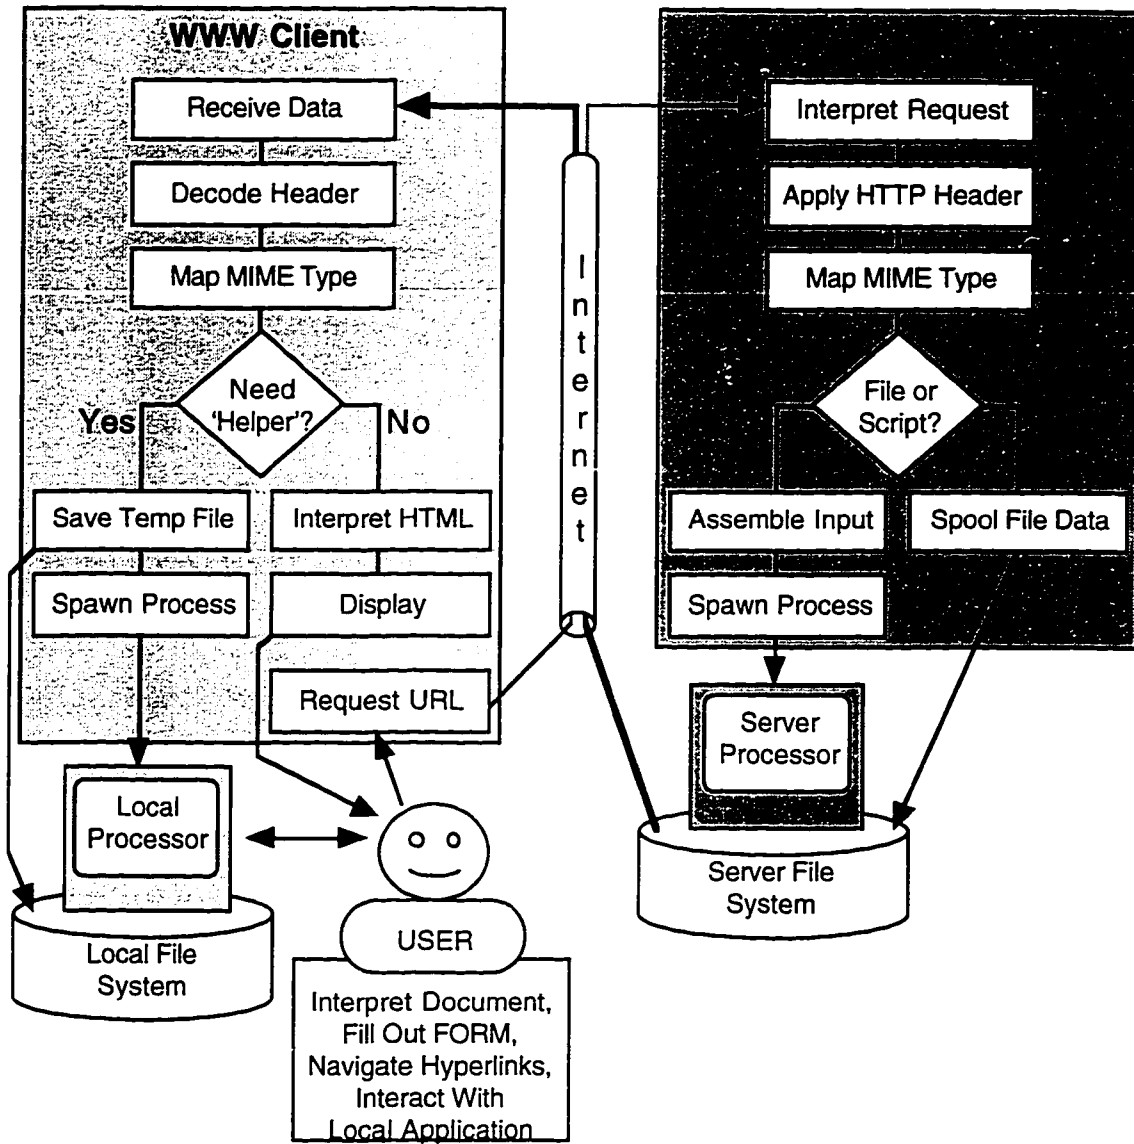 WWW Client
Receive Data
Decode Header
Map MIME Type
Need
'Helper'?
Yes
No
Save Temp File
Interpret HTML
Spawn Process
Display
Request URL
Local
Processor
Local File
System
USER
Interpret Document,
Fill Out FORM,
Navigate Hyperlinks,
Interact With
Local Application
Internet
Interpret Request
Apply HTTP Header
Map MIME Type
File or
Script?
Assemble Input
Spool File Data
Spawn Process
Server
Processor
Server File
System